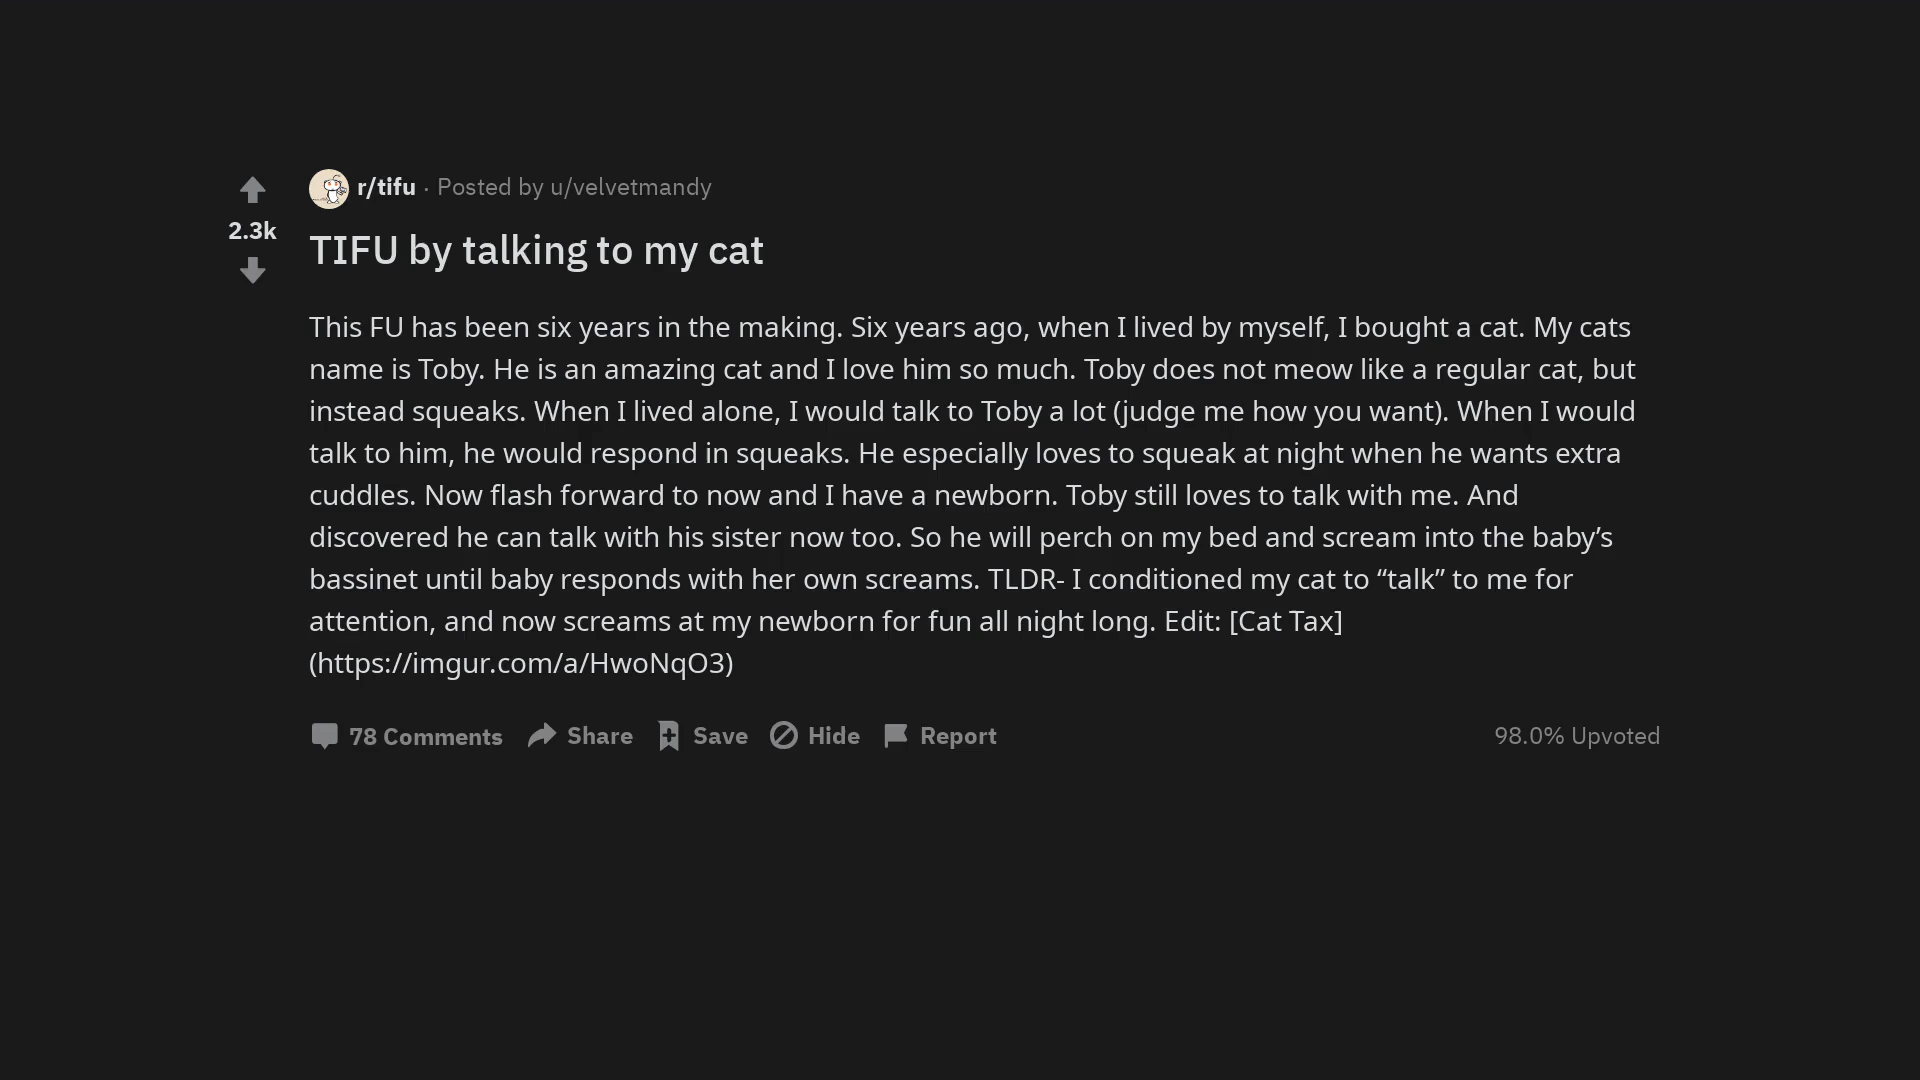 r/tifu · Posted by u/velvetmandy
2.3k
TIFU by talking to my cat
This FU has been six years in the making. Six years ago, when I lived by myself, I bought a cat. My cats
name is Toby. He is an amazing cat and I love him so much. Toby does not meow like a regular cat, but
instead squeaks. When I lived alone, I would talk to Toby a lot (judge me how you want). When I would
talk to him, he would respond in squeaks. He especially loves to squeak at night when he wants extra
cuddles. Now flash forward to now and I have a newborn. Toby still loves to talk with me. And
discovered he can talk with his sister now too. So he will perch on my bed and scream into the baby’s
bassinet until baby responds with her own screams. TLDR- I conditioned my cat to “talk” to me for
attention, and now screams at my newborn for fun all night long. Edit: [Cat Tax]
(https://imgur.com/a/HwoNqO3)
78 Comments Share Save Hide Report 98.0% Upvoted